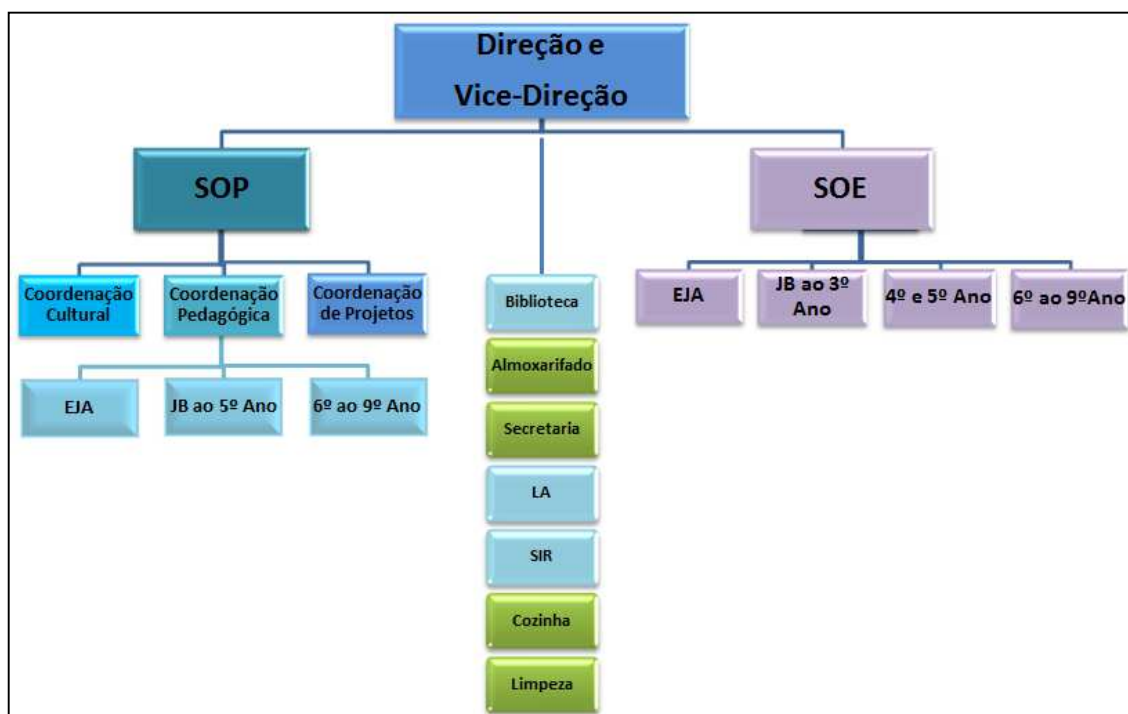 Direção e
Vice-Direção
SOP
SOE
Coordenação
Cultural
Coordenação
Pedagógica
Coordenação
de Projetos
EJA
JB ao 5º Ano
6º ao 9º Ano
Biblioteca
Almoxarifado
Secretaria
LA
SIR
Cozinha
Limpeza
EJA
JB ao 3º
Ano
4º e 5º Ano
6º ao 9ºAno